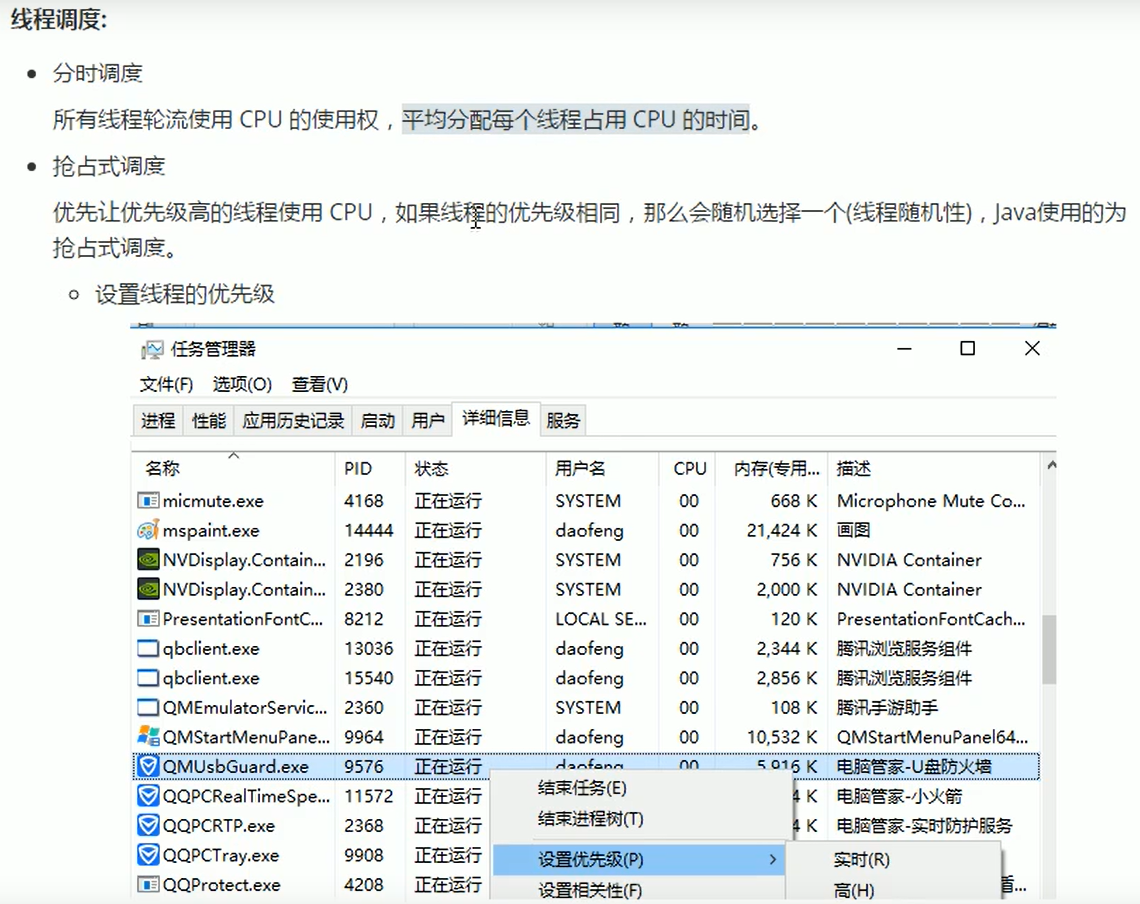 线程调度:
分时调度
所有线程轮流使用 CPU 的使用权，平均分配每个线程占用 CPU 的时间。
抢占式调度
优先让优先级高的线程使用 CPU，如果线程的优先级相同，那么会随机选择一个(线程随机性)，Java使用的为
抢占式调度。
设置线程的优先级
任务管理器
文件(F) 选项(O) 查看(V)
进程 性能 应用历史记录 启动 用户 详细信息 服务
名称 PID 状态 用户名 CPU 内存(专用... 描述
micmute.exe 4168 正在运行 SYSTEM 00 668 K Microphone Mute Co...
mspaint.exe 14444 正在运行 daofeng 00 21,424 K 画图
NVDisplay.Contain... 2196 正在运行 SYSTEM 00 756 K NVIDIA Container
NVDisplay.Contain... 2380 正在运行 SYSTEM 00 2,000 K NVIDIA Container
PresentationFontC... 8212 正在运行 LOCAL SE... 00 120 K PresentationFontCach...
qbclient.exe 13036 正在运行 daofeng 00 2,344 K 腾讯浏览服务组件
qbclient.exe 15540 正在运行 daofeng 00 2,856 K 腾讯浏览服务组件
QMEmulatorServic... 2360 正在运行 SYSTEM 00 108 K 腾讯手游助手
QMStartMenuPane... 9964 正在运行 daofeng 00 10,532 K QMStartMenuPanel64...
QMUsbGuard.exe 9576 正在运行 daofeng 00 5,916 K 电脑管家-U盘防火墙
结束任务(E)
QQPCRealTimeSpe... 11572 正在运行 4 K 电脑管家-小火箭
结束进程树(T)
QQPCRTP.exe 2368 正在运行 4 K 电脑管家-实时防护服务
QQPCTray.exe 9908 正在运行 设置优先级(P) 实时(R)
QQProtect.exe 4208 正在运行 设置相关性(F) 高(H)